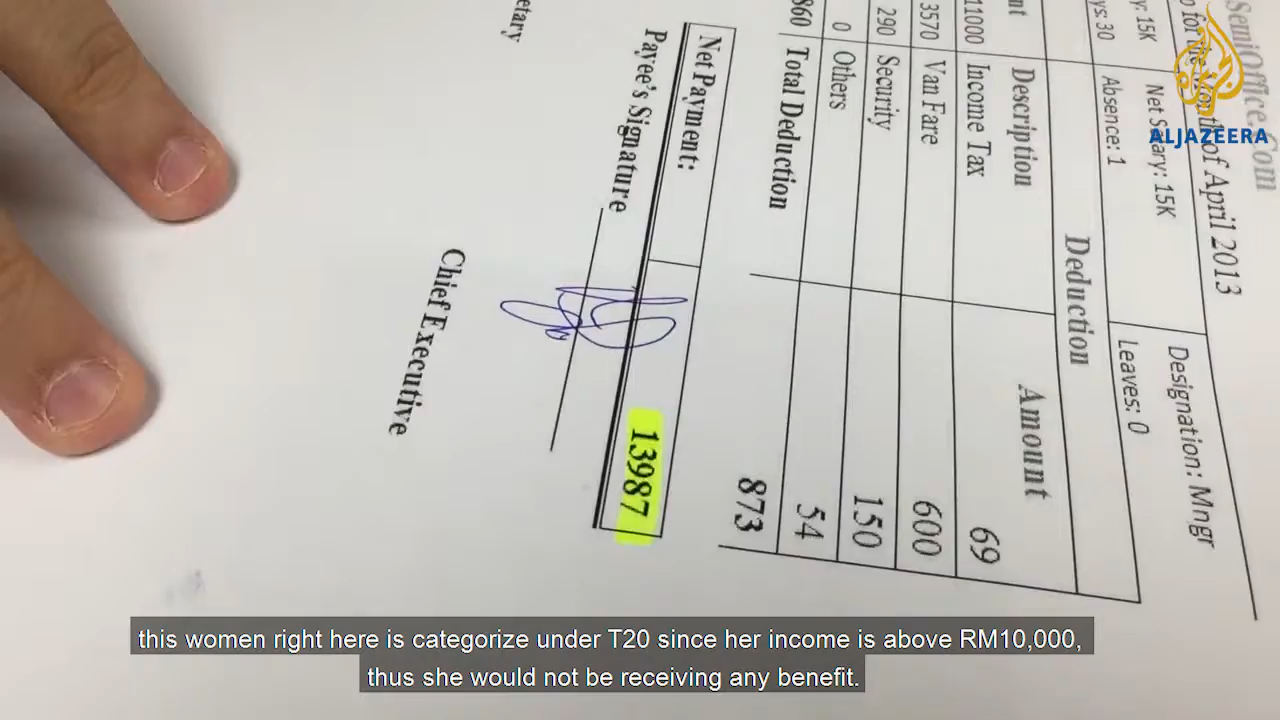 SemiOffice.Com
of April 2013
y: 15K Net Salary: 15K Designation: Mngr
ys: 30 Absence: 1 Leaves: 0
Deduction
nt Description Amount
11000 Income Tax 69
3570 Van Fare 600
290 Security 150
0 Others 54
860 Total Deduction 873
Net Payment: 13987
Payee's Signature
etary Chief Executive
ALJAZEERA
this women right here is categorize under T20 since her income is above RM10,000,
thus she would not be receiving any benefit.